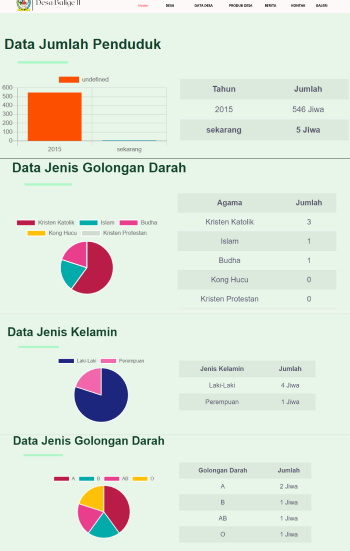 Desa Balige II
Home DESA DATA DESA PRODUK DESA BERITA KONTAK GALERI
Data Jumlah Penduduk
undefined
600
500
400
300
200
100
0
2015 sekarang
Tahun Jumlah
2015 546 Jiwa
sekarang 5 Jiwa
Data Jenis Golongan Darah
Kristen Katolik Islam Budha
Kong Hucu Kristen Protestan
Agama Jumlah
Kristen Katolik 3
Islam 1
Budha 1
Kong Hucu 0
Kristen Protestan 0
Data Jenis Kelamin
Laki-Laki Perempuan
Jenis Kelamin Jumlah
Laki-Laki 4 Jiwa
Perempuan 1 Jiwa
Data Jenis Golongan Darah
A B AB O
Golongan Darah Jumlah
A 2 Jiwa
B 1 Jiwa
AB 1 Jiwa
O 1 Jiwa